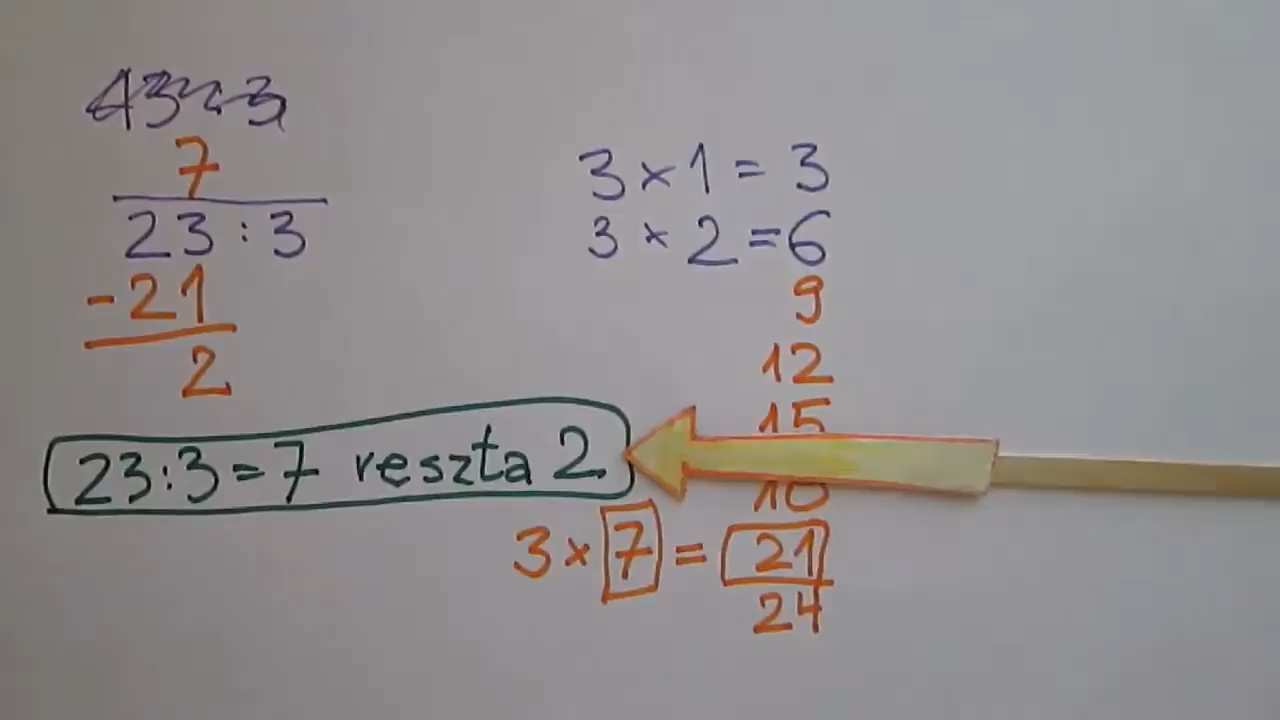 7
23 : 3
- 21
2
23:3=7 reszta 2
3 × 1 = 3
3 × 2 = 6
9
12
15
3 × 7 = 21
24